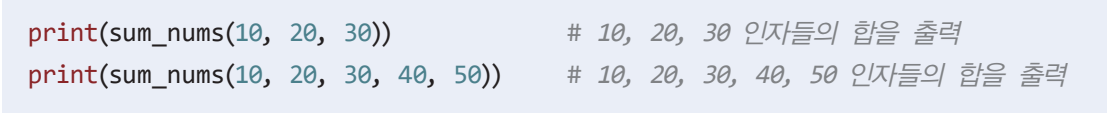 print(sum_nums(10, 20, 30))              # 10, 20, 30 인자들의 합을 출력
print(sum_nums(10, 20, 30, 40, 50))      # 10, 20, 30, 40, 50 인자들의 합을 출력